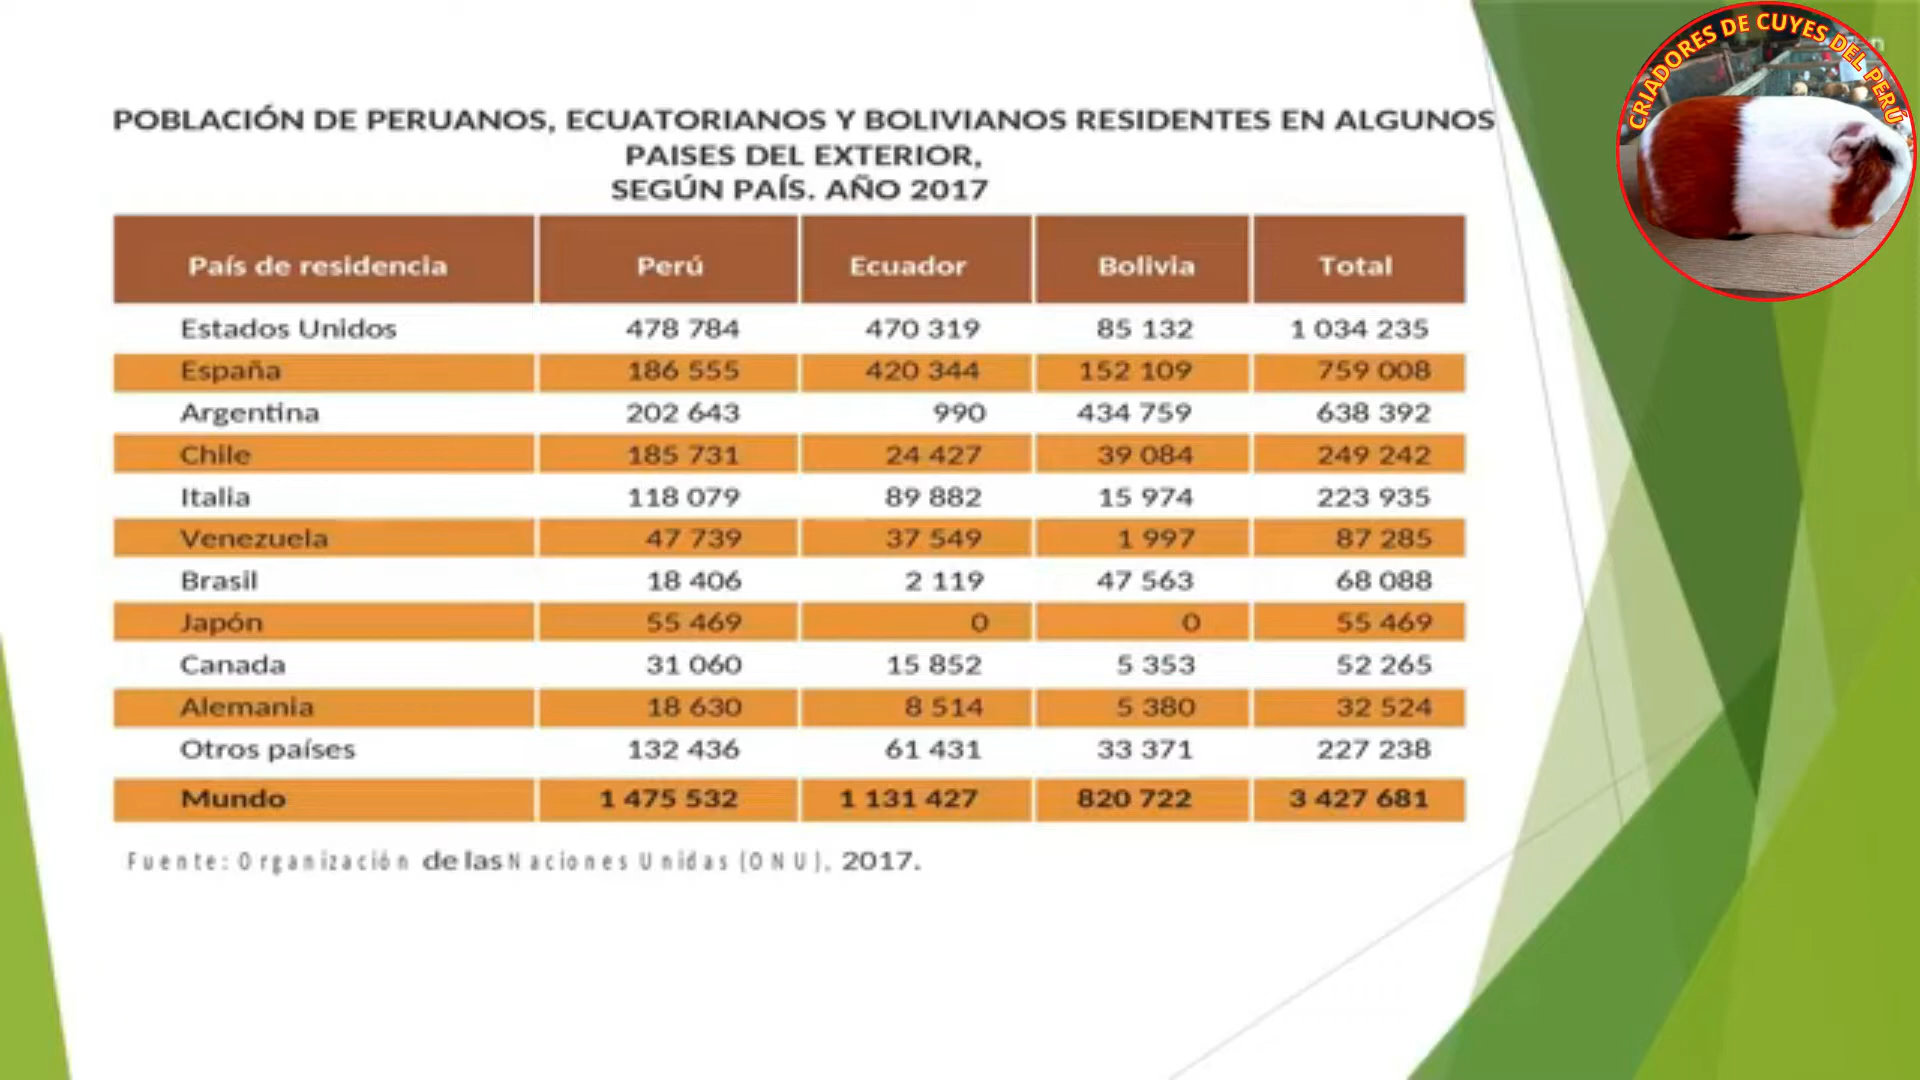 CRIADORES DE CUYES DEL PERÚ
POBLACIÓN DE PERUANOS, ECUATORIANOS Y BOLIVIANOS RESIDENTES EN ALGUNOS
PAISES DEL EXTERIOR,
SEGÚN PAÍS. AÑO 2017
País de residencia Perú Ecuador Bolivia Total
Estados Unidos 478 784 470 319 85 132 1 034 235
España 186 555 420 344 152 109 759 008
Argentina 202 643 990 434 759 638 392
Chile 185 731 24 427 39 084 249 242
Italia 118 079 89 882 15 974 223 935
Venezuela 47 739 37 549 1 997 87 285
Brasil 18 406 2 119 47 563 68 088
Japón 55 469 0 0 55 469
Canada 31 060 15 852 5 353 52 265
Alemania 18 630 8 514 5 380 32 524
Otros países 132 436 61 431 33 371 227 238
Mundo 1 475 532 1 131 427 820 722 3 427 681
Fuente: Organización de las Naciones Unidas (ONU), 2017.